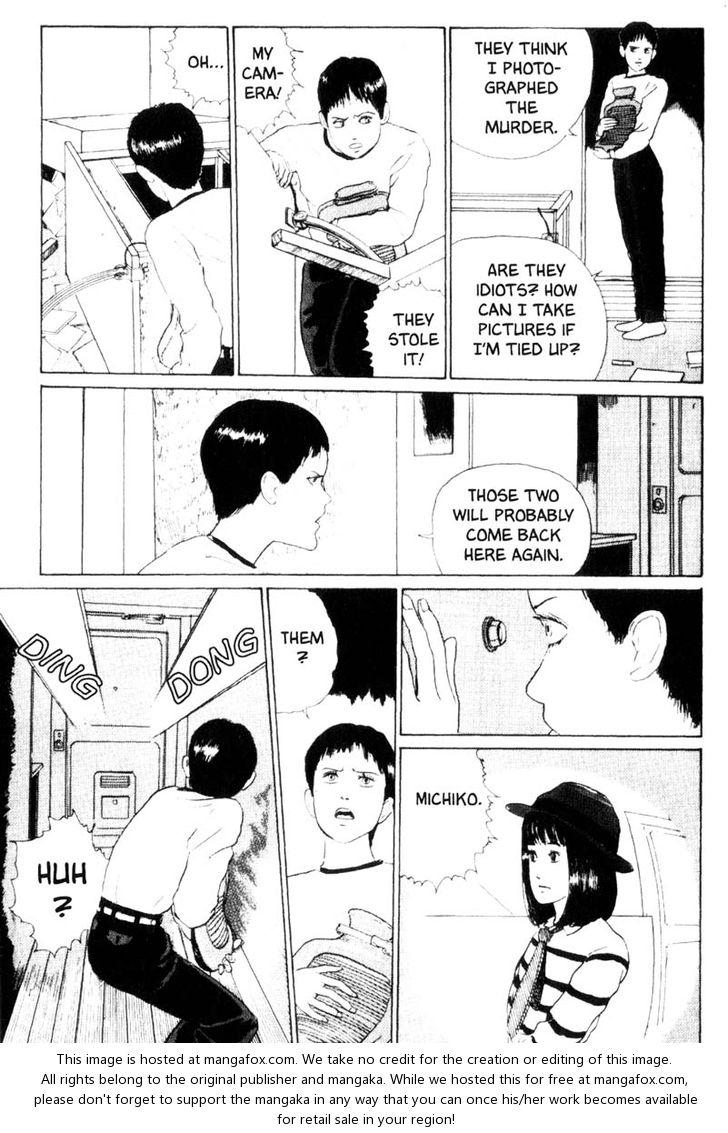 OH...
MY
CAM-
ERA!
THEY
STOLE
IT!
THEY THINK
I PHOTO-
GRAPHED
THE
MURDER.
ARE THEY
IDIOTS? HOW
CAN I TAKE
PICTURES IF
I'M TIED UP?
THOSE TWO
WILL PROBABLY
COME BACK
HERE AGAIN.
DING
DONG
HUH
?
THEM
?
MICHIKO.
This image is hosted at mangafox.com. We take no credit for the creation or editing of this image.
All rights belong to the original publisher and mangaka. While we hosted this for free at mangafox.com,
please don't forget to support the mangaka in any way that you can once his/her work becomes available
for retail sale in your region!